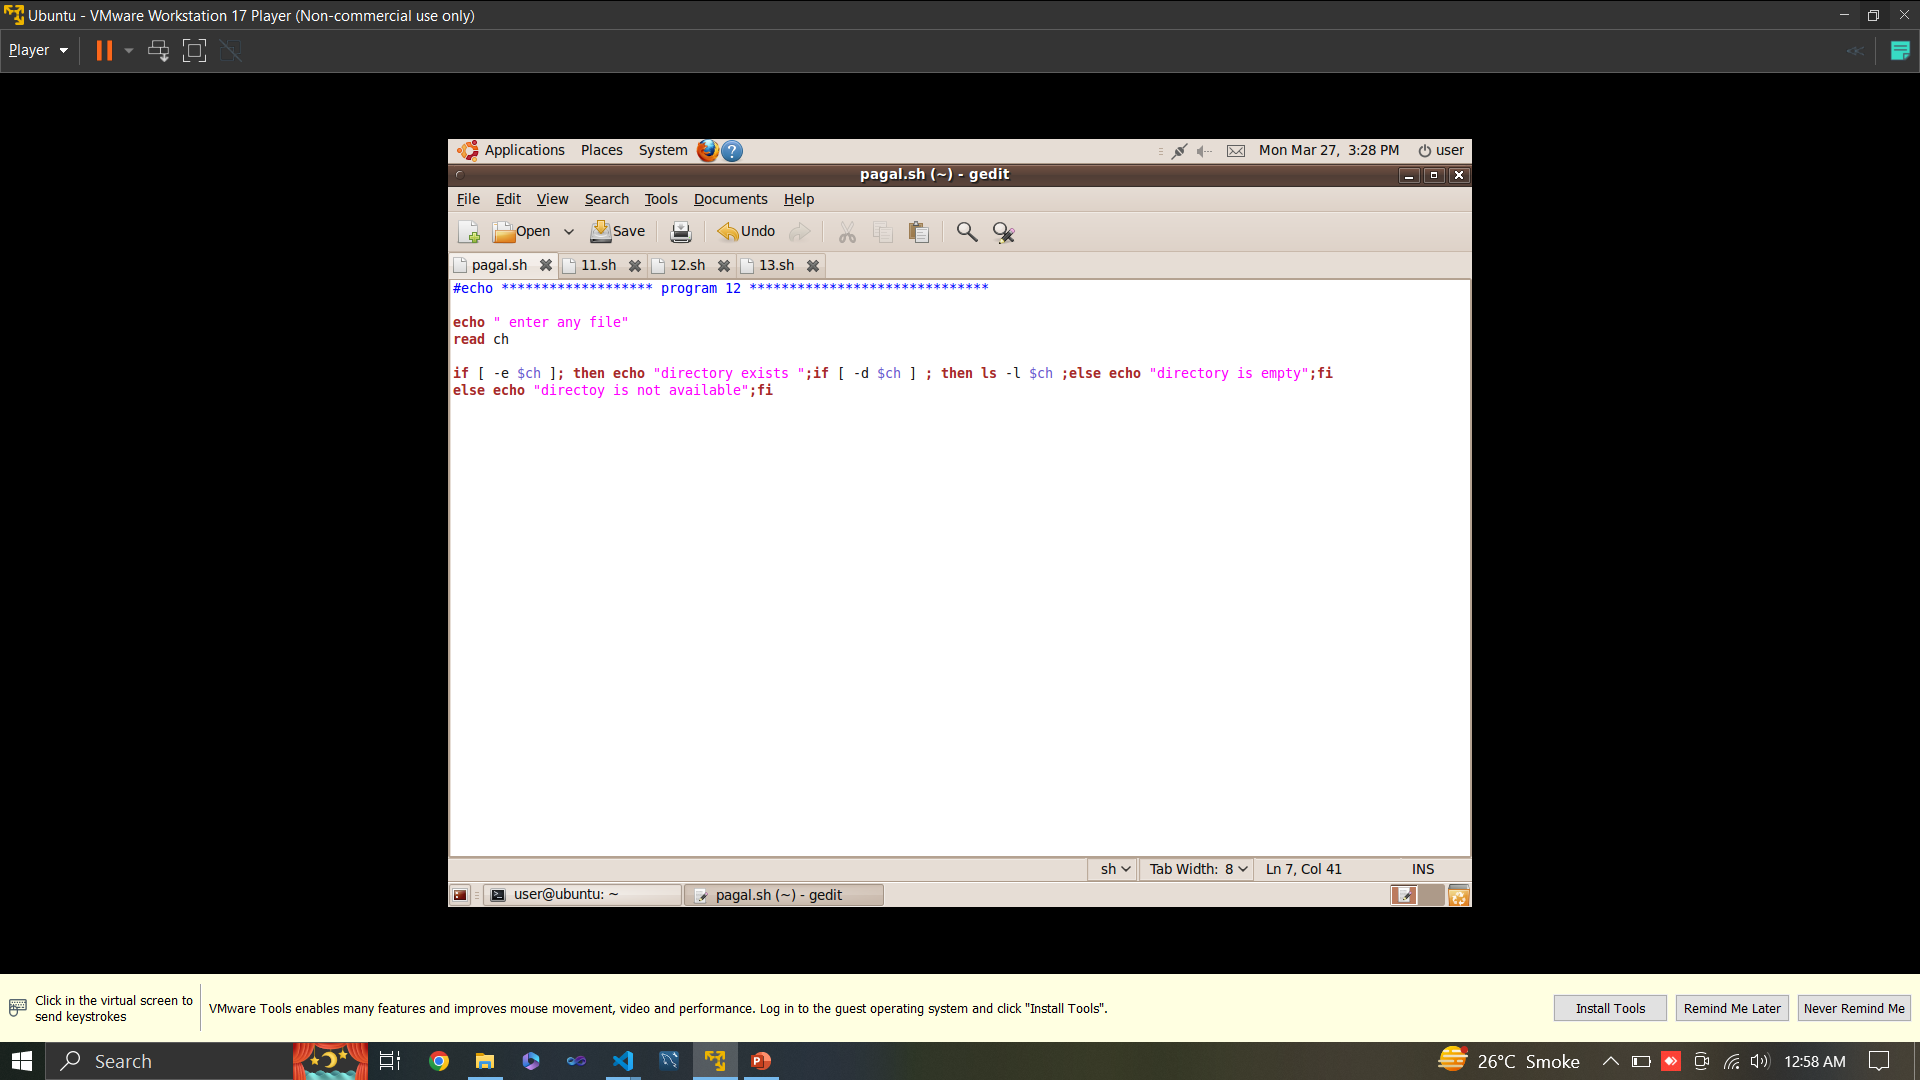 Ubuntu - VMware Workstation 17 Player (Non-commercial use only)
Player
Applications Places System Mon Mar 27, 3:28 PM user
pagal.sh (~) - gedit
File Edit View Search Tools Documents Help
Open Save Undo
pagal.sh 11.sh 12.sh 13.sh
#echo ******************* program 12 ******************************
echo " enter any file"
read ch
if [ -e $ch ]; then echo "directory exists ";if [ -d $ch ] ; then ls -l $ch ;else echo "directory is empty";fi
else echo "directoy is not available";fi
sh Tab Width: 8 Ln 7, Col 41 INS
user@ubuntu: ~ pagal.sh (~) - gedit
Click in the virtual screen to
send keystrokes
VMware Tools enables many features and improves mouse movement, video and performance. Log in to the guest operating system and click "Install Tools".
Install Tools Remind Me Later Never Remind Me
Search 26°C Smoke 12:58 AM